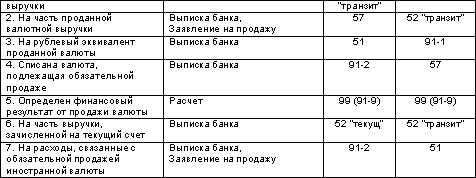 выручки "транзит"
2. На часть проданной Выписка банка, 57 52 "транзит"
валютной выручки Заявление на продажу
3. На рублевый эквивалент Выписка банка 51 91-1
проданной валюты
4. Списана валюта, Выписка банка 91-2 57
подлежащая обязательной
продаже
5. Определен финансовый Расчет 99 (91-9) 99 (91-9)
результат от продажи валюты
6. На часть выручки, Выписка банка 52 "текущ" 52 "транзит"
зачисленной на текущий счет
7. На расходы, связанные с Выписка банка, 91-2 51
обязательной продажей Заявление на продажу
иностранной валюты